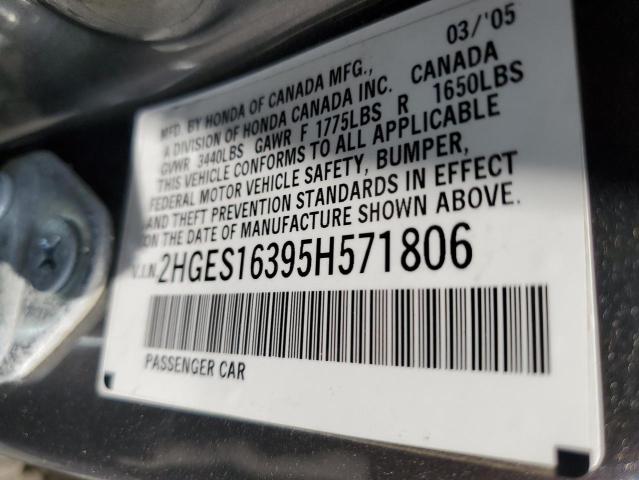 03/'05
MFD. BY HONDA OF CANADA MFG.,
A DIVISION OF HONDA CANADA INC. CANADA
GVWR 3440LBS GAWR F 1775LBS R 1650LBS
THIS VEHICLE CONFORMS TO ALL APPLICABLE
FEDERAL MOTOR VEHICLE SAFETY, BUMPER,
AND THEFT PREVENTION STANDARDS IN EFFECT
ON THE DATE OF MANUFACTURE SHOWN ABOVE.
V.I.N. 2HGES16395H571806
PASSENGER CAR